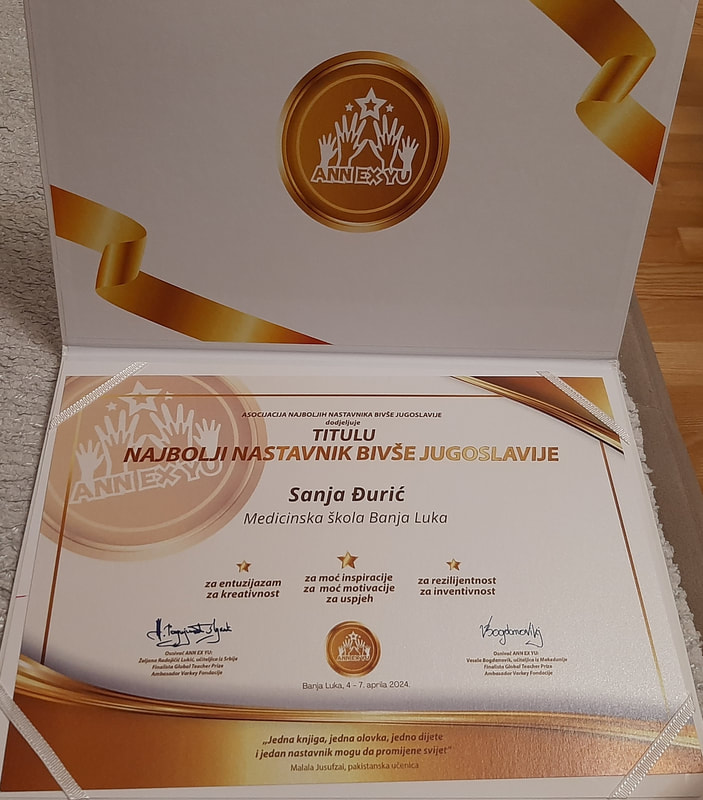 ANN EX YU
ANN EX YU
ASOCIJACIJA NAJBOLJIH NASTAVNIKA BIVŠE JUGOSLAVIJE
dodjeljuje
TITULU
NAJBOLJI NASTAVNIK BIVŠE JUGOSLAVIJE
Sanja Đurić
Medicinska škola Banja Luka
za entuzijazam
za kreativnost
za moć inspiracije
za moć motivacije
za uspjeh
za rezilijentnost
za inventivnost
Osnivač ANN EX YU:
Željana Radojičić Lukić, učiteljica iz Srbije
Finalista Global Teacher Prize
Ambasador Varkey Fondacije
ANN EX YU
Osnivač ANN EX YU:
Vesela Bogdanovik, učiteljica iz Makedonije
Finalista Global Teacher Prize
Ambasador Varkey Fondacije
Banja Luka, 4 - 7. aprila 2024.
„Jedna knjiga, jedna olovka, jedno dijete
i jedan nastavnik mogu da promijene svijet"
Malala Jusufzai, pakistanska učenica